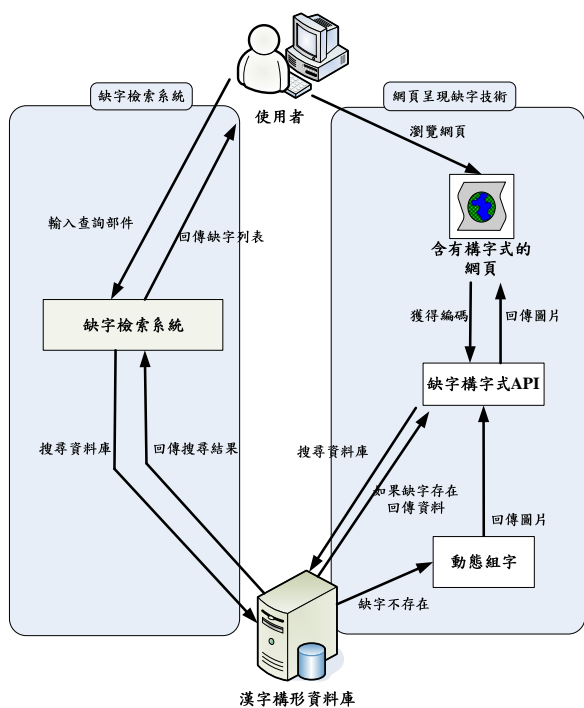 缺字檢索系統
網頁呈現缺字技術
使用者
瀏覽網頁
輸入查詢部件
回傳缺字列表
含有構字式的
網頁
缺字檢索系統
獲得編碼
回傳圖片
缺字構字式API
搜尋資料庫
回傳搜尋結果
搜尋資料庫
如果缺字存在
回傳資料
回傳圖片
動態組字
缺字不存在
漢字構形資料庫